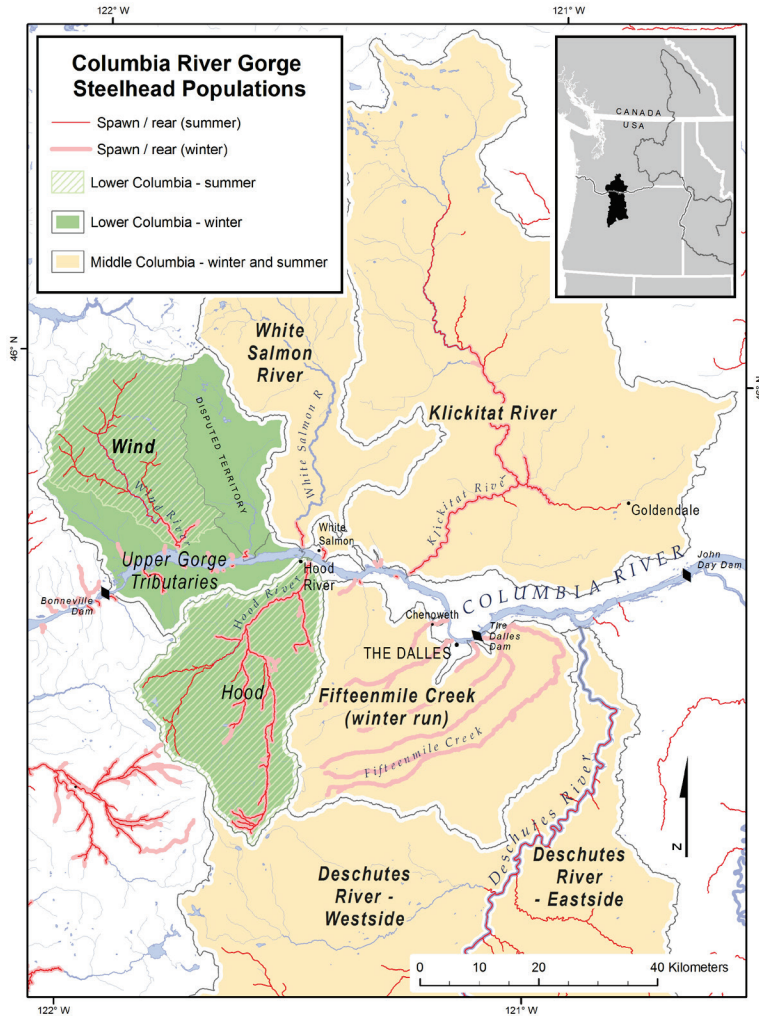 122° W
121° W
Columbia River Gorge
Steelhead Populations
Spawn / rear (summer)
Spawn / rear (winter)
Lower Columbia - summer
Lower Columbia - winter
Middle Columbia - winter and summer
CANADA
USA
46° N
46° N
White
Salmon
River
Klickitat River
Wind
DISPUTED TERRITORY
White Salmon R
Wind River
Klickitat River
Goldendale
White
Salmon
Upper Gorge
Tributaries
Hood
River
Hood River
COLUMBIA RIVER
John
Day Dam
Bonneville
Dam
Chenoweth
The
Dalles
Dam
THE DALLES
Hood
Fifteenmile Creek
(winter run)
Fifteenmile Creek
Deschutes River
Deschutes
River -
Westside
Deschutes
River
- Eastside
N
0 10 20 40 Kilometers
122° W
121° W